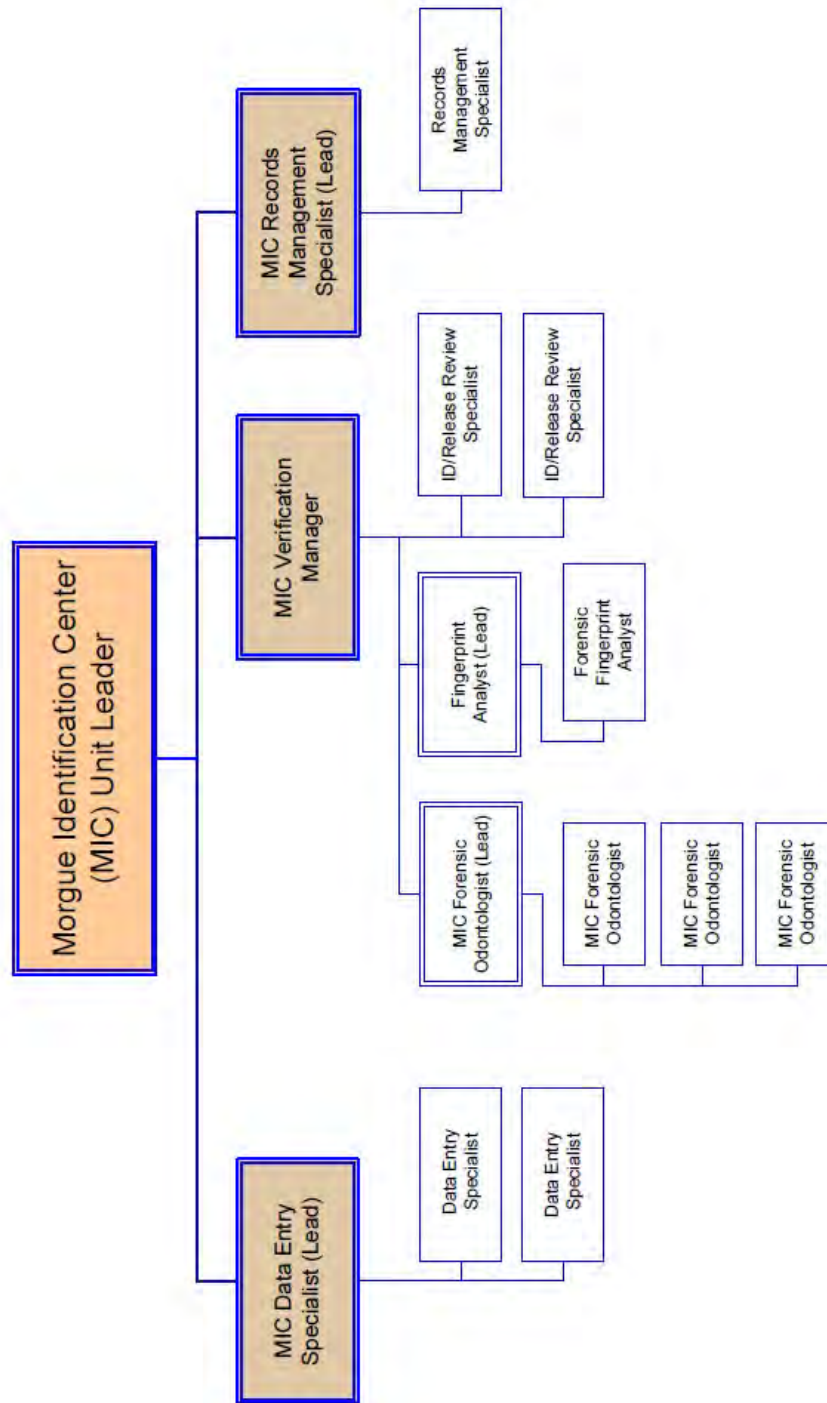 Morgue Identification Center
(MIC) Unit Leader
MIC Data Entry
Specialist (Lead)
MIC Verification
Manager
MIC Records
Management
Specialist (Lead)
Data Entry
Specialist
Data Entry
Specialist
MIC Forensic
Odontologist (Lead)
MIC Forensic
Odontologist
MIC Forensic
Odontologist
MIC Forensic
Odontologist
Fingerprint
Analyst (Lead)
Forensic
Fingerprint
Analyst
ID/Release Review
Specialist
ID/Release Review
Specialist
Records
Management
Specialist